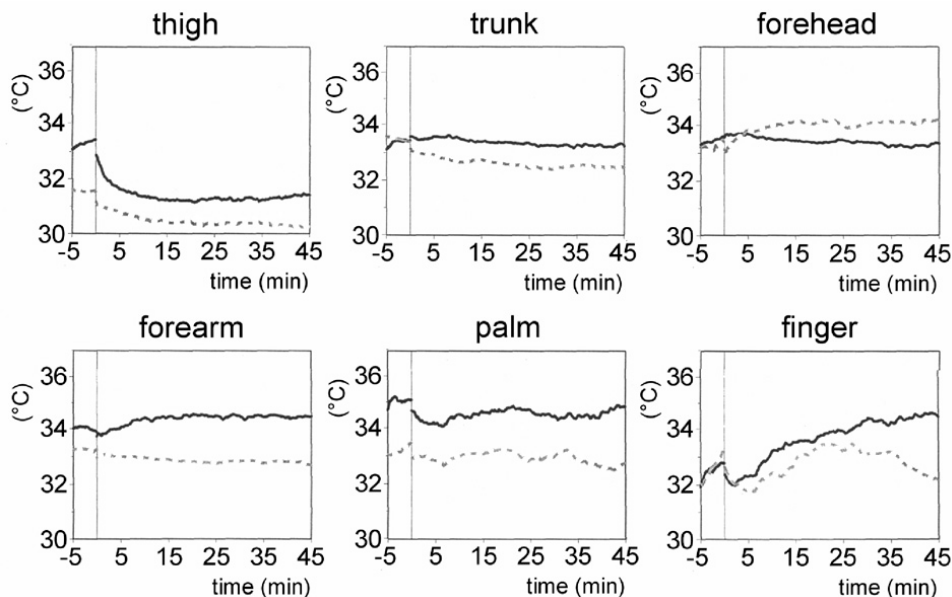 thigh trunk forehead
(°C) 36 34 32 30 (°C) 36 34 32 30 (°C) 36 34 32 30
-5 5 15 25 35 45 -5 5 15 25 35 45 -5 5 15 25 35 45
time (min) time (min) time (min)
forearm palm finger
(°C) 36 34 32 30 (°C) 36 34 32 30 (°C) 36 34 32 30
-5 5 15 25 35 45 -5 5 15 25 35 45 -5 5 15 25 35 45
time (min) time (min) time (min)